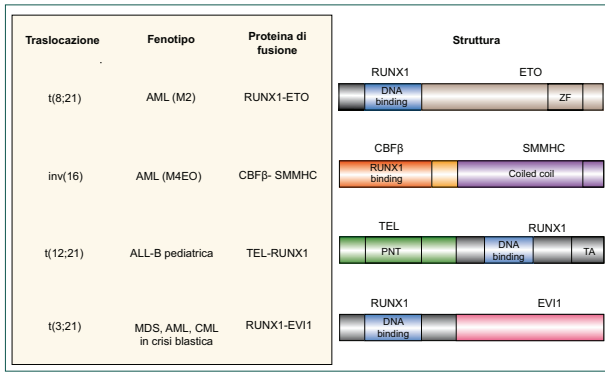 Traslocazione
Fenotipo
Proteina di
fusione
Struttura
t(8;21)
AML (M2)
RUNX1-ETO
RUNX1
ETO
DNA
binding
ZF
inv(16)
AML (M4EO)
CBFβ- SMMHC
CBFβ
SMMHC
RUNX1
binding
Coiled coil
t(12;21)
ALL-B pediatrica
TEL-RUNX1
TEL
RUNX1
PNT
DNA
binding
TA
t(3;21)
MDS, AML, CML
in crisi blastica
RUNX1-EVI1
RUNX1
EVI1
DNA
binding